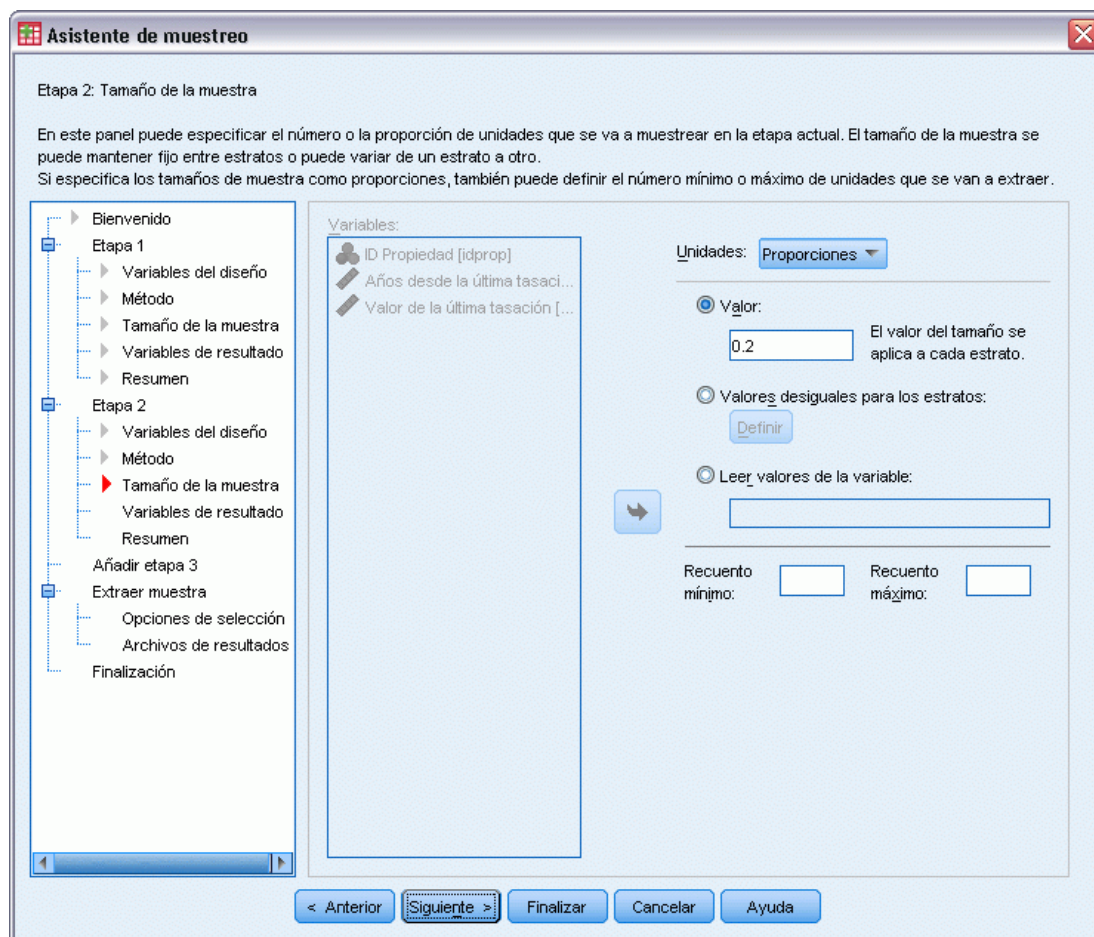 Asistente de muestreo
Etapa 2: Tamaño de la muestra
En este panel puede especificar el número o la proporción de unidades que se va a muestrear en la etapa actual. El tamaño de la muestra se
puede mantener fijo entre estratos o puede variar de un estrato a otro.
Si especifica los tamaños de muestra como proporciones, también puede definir el número mínimo o máximo de unidades que se van a extraer.
Bienvenido
Etapa 1
Variables del diseño
Método
Tamaño de la muestra
Variables de resultado
Resumen
Etapa 2
Variables del diseño
Método
Tamaño de la muestra
Variables de resultado
Resumen
Añadir etapa 3
Extraer muestra
Opciones de selección
Archivos de resultados
Finalización
Variables:
ID Propiedad [idprop]
Años desde la última tasaci...
Valor de la última tasación [...
Unidades: Proporciones
Valor:
0.2
El valor del tamaño se
aplica a cada estrato.
Valores desiguales para los estratos:
Definir
Leer valores de la variable:
Recuento
mínimo:
Recuento
máximo:
< Anterior
Siguiente >
Finalizar
Cancelar
Ayuda